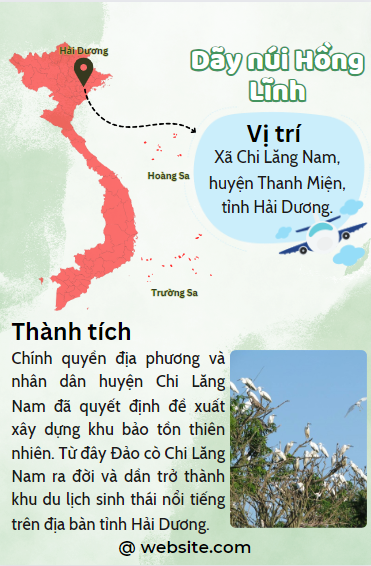 Hải Dương
Dãy núi Hồng
Lĩnh
Vị trí
Xã Chi Lăng Nam,
huyện Thanh Miện,
tỉnh Hải Dương.
Hoàng Sa
Trường Sa
Thành tích
Chính quyền địa phương và
nhân dân huyện Chi Lăng
Nam đã quyết định đề xuất
xây dựng khu bảo tồn thiên
nhiên. Từ đây Đảo cò Chi Lăng
Nam ra đời và dần trở thành
khu du lịch sinh thái nổi tiếng
trên địa bàn tỉnh Hải Dương.
@ website.com